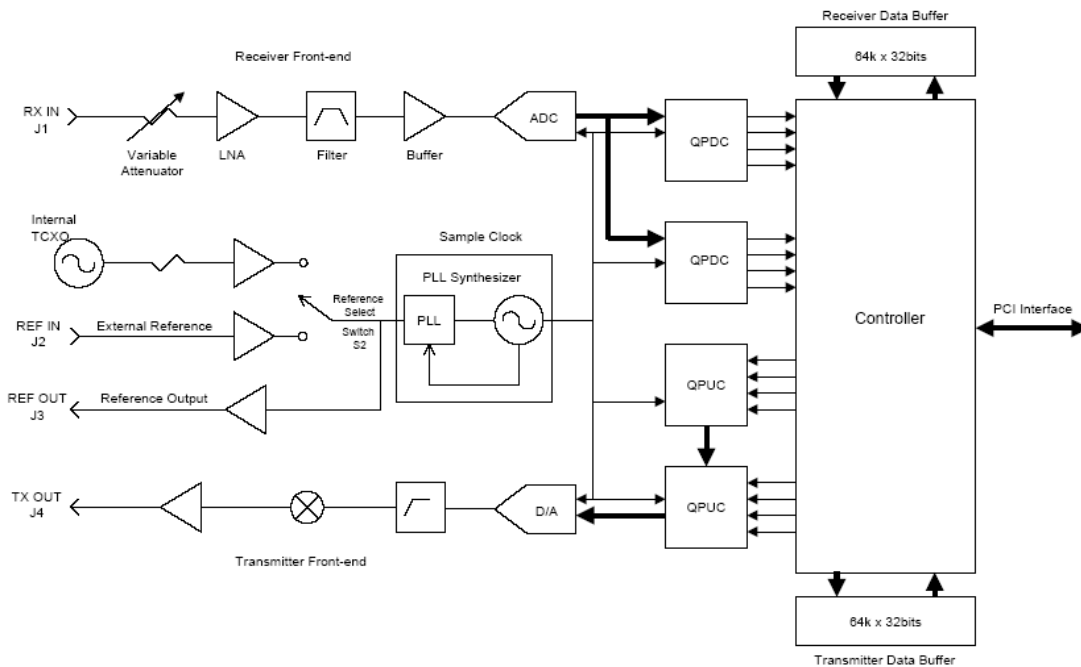 Receiver Data Buffer
64k x 32bits
Receiver Front-end
RX IN
J1
Variable
Attenuator
LNA
Filter
Buffer
ADC
QPDC
Internal
TCXO
Sample Clock
PLL Synthesizer
QPDC
Reference
Select
Switch
S2
PLL
REF IN
J2
External Reference
Controller
PCI Interface
REF OUT
J3
Reference Output
QPUC
TX OUT
J4
D/A
QPUC
Transmitter Front-end
64k x 32bits
Transmitter Data Buffer